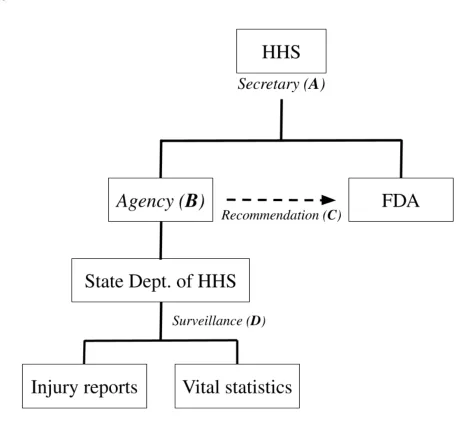 HHS
Secretary (A)
Agency (B)
Recommendation (C)
FDA
State Dept. of HHS
Surveillance (D)
Injury reports
Vital statistics